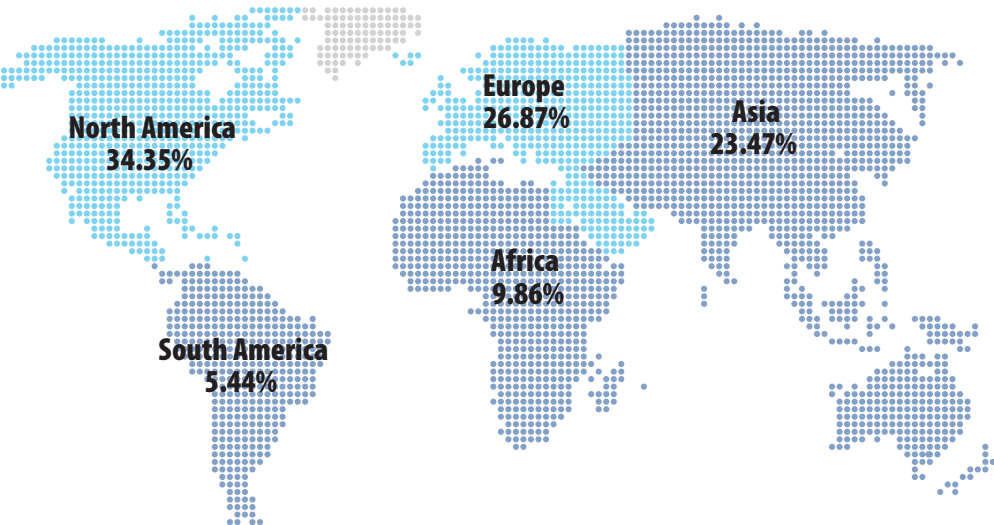 Europe
26.87%
Asia
23.47%
North America
34.35%
Africa
9.86%
South America
5.44%